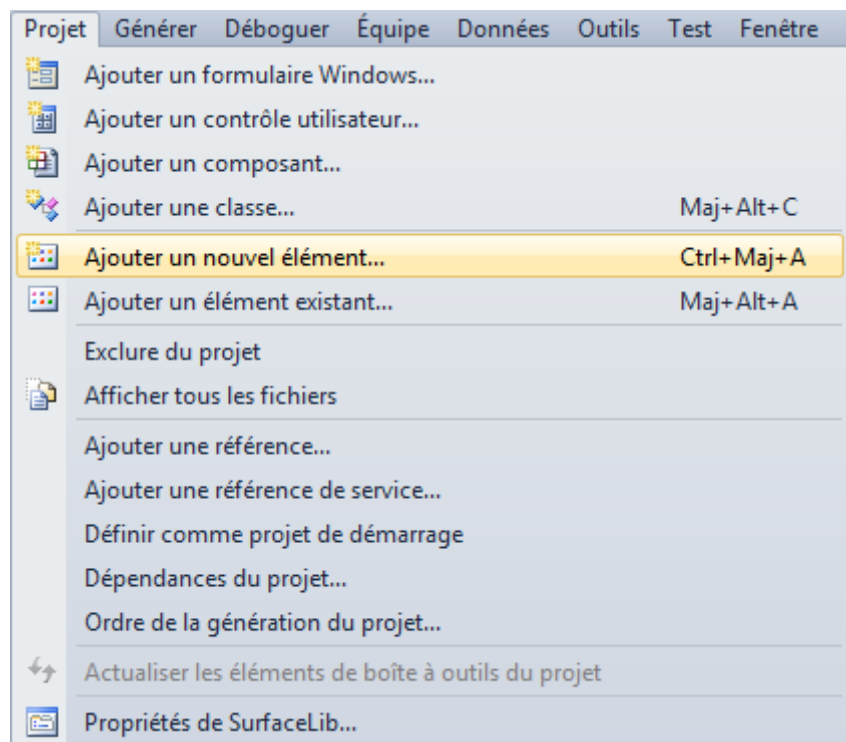 Projet Générer Déboguer Équipe Données Outils Test Fenêtre
Ajouter un formulaire Windows...
Ajouter un contrôle utilisateur...
Ajouter un composant...
Ajouter une classe... Maj+Alt+C
Ajouter un nouvel élément... Ctrl+Maj+A
Ajouter un élément existant... Maj+Alt+A
Exclure du projet
Afficher tous les fichiers
Ajouter une référence...
Ajouter une référence de service...
Définir comme projet de démarrage
Dépendances du projet...
Ordre de la génération du projet...
Actualiser les éléments de boîte à outils du projet
Propriétés de SurfaceLib...